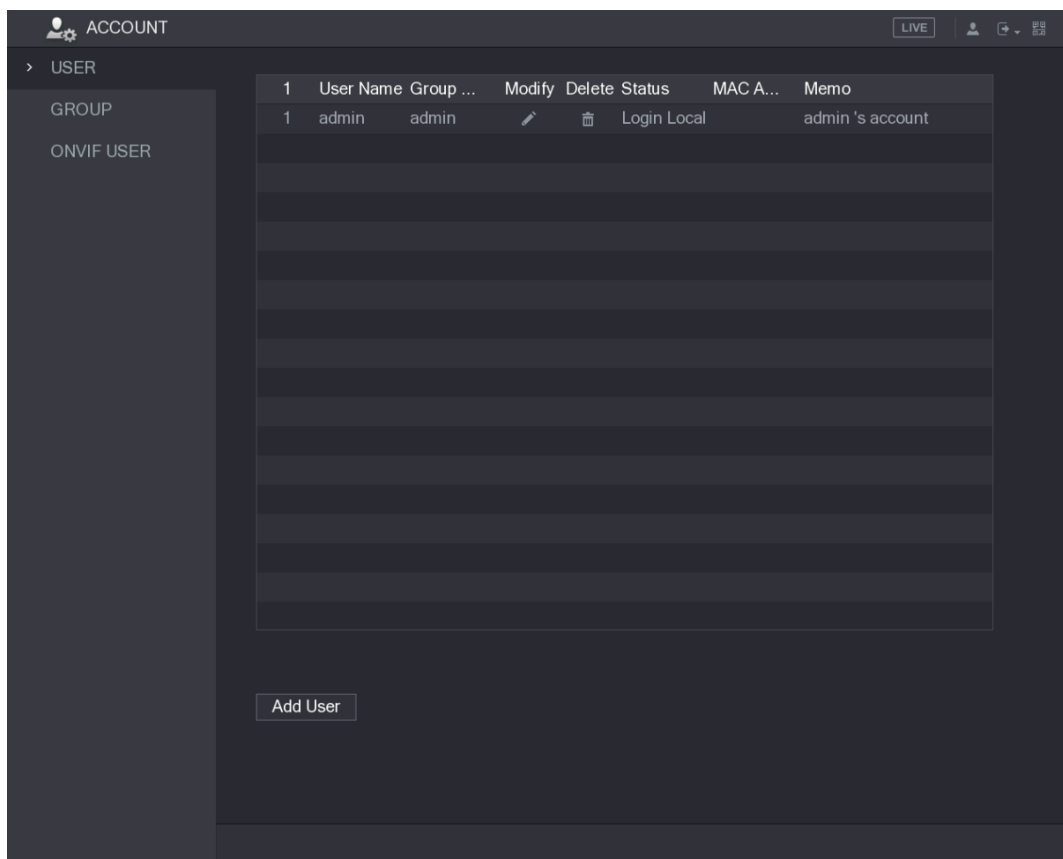 ACCOUNT LIVE
> USER
GROUP
ONVIF USER
1 User Name Group ... Modify Delete Status MAC A... Memo
1 admin admin Login Local admin 's account
Add User